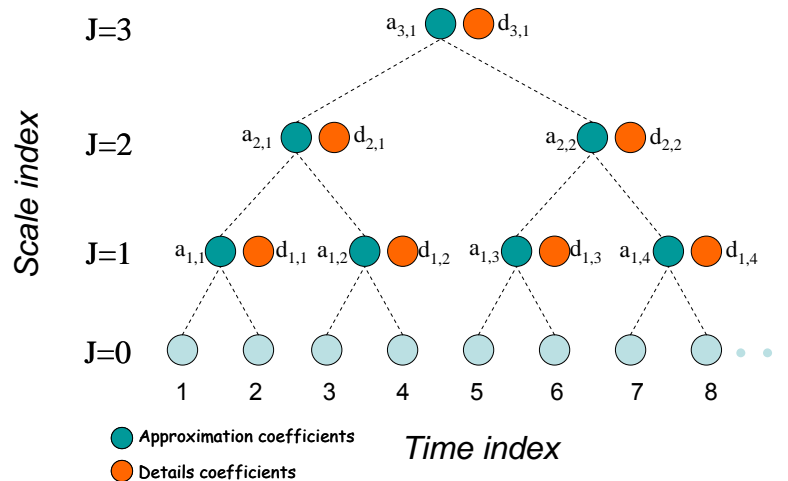 J=3
a3,1 d3,1
J=2
a2,1 d2,1 a2,2 d2,2
J=1
a1,1 d1,1 a1,2 d1,2 a1,3 d1,3 a1,4 d1,4
J=0
1 2 3 4 5 6 7 8
Scale index
Time index
Approximation coefficients
Details coefficients